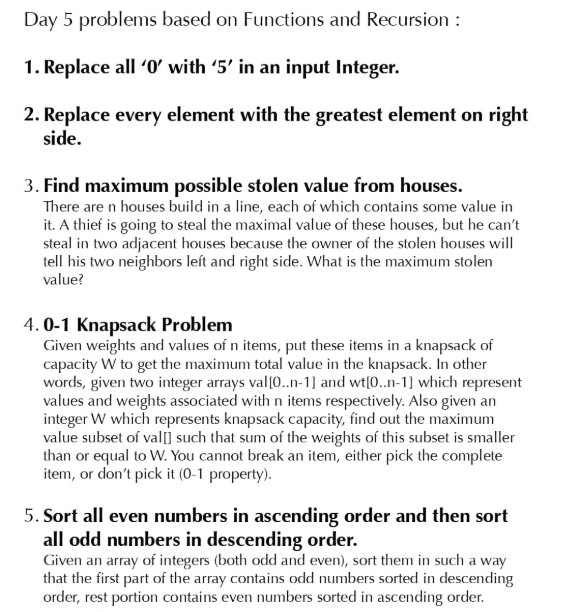 Day 5 problems based on Functions and Recursion :
1. Replace all ‘0’ with ‘5’ in an input Integer.
2. Replace every element with the greatest element on right
side.
3. Find maximum possible stolen value from houses.
There are n houses build in a line, each of which contains some value in
it. A thief is going to steal the maximal value of these houses, but he can’t
steal in two adjacent houses because the owner of the stolen houses will
tell his two neighbors left and right side. What is the maximum stolen
value?
4. 0-1 Knapsack Problem
Given weights and values of n items, put these items in a knapsack of
capacity W to get the maximum total value in the knapsack. In other
words, given two integer arrays val[0..n-1] and wt[0..n-1] which represent
values and weights associated with n items respectively. Also given an
integer W which represents knapsack capacity, find out the maximum
value subset of val[] such that sum of the weights of this subset is smaller
than or equal to W. You cannot break an item, either pick the complete
item, or don’t pick it (0-1 property).
5. Sort all even numbers in ascending order and then sort
all odd numbers in descending order.
Given an array of integers (both odd and even), sort them in such a way
that the first part of the array contains odd numbers sorted in descending
order, rest portion contains even numbers sorted in ascending order.